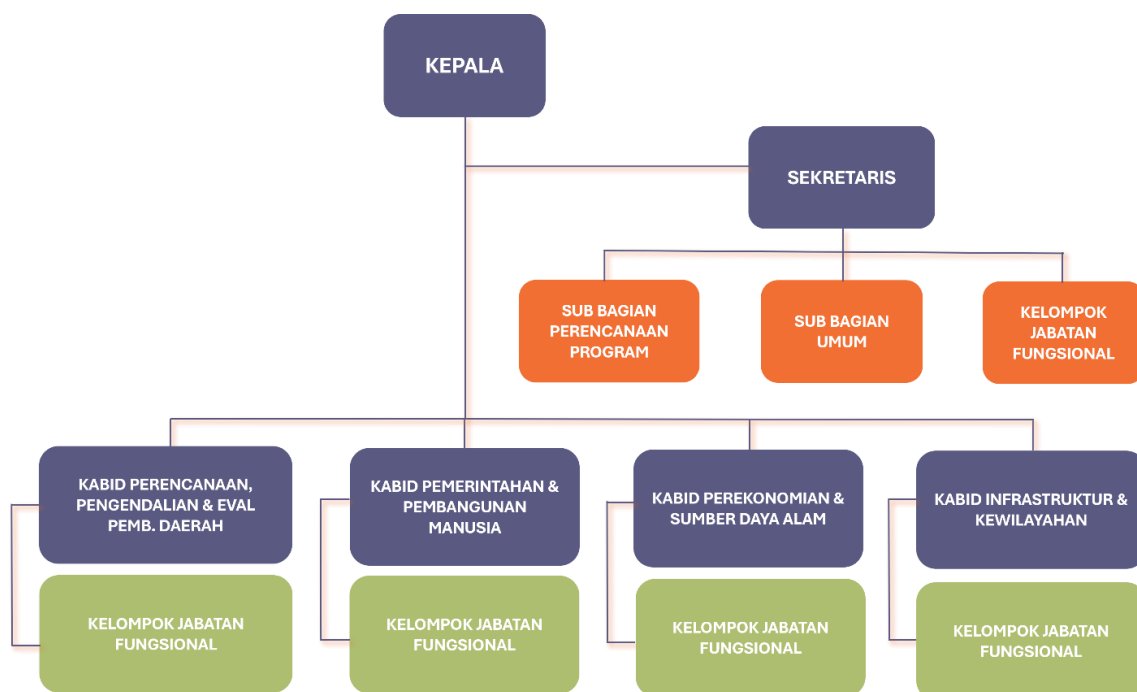 KEPALA
SEKRETARIS
SUB BAGIAN
PERENCANAAN
PROGRAM
SUB BAGIAN
UMUM
KELOMPOK
JABATAN
FUNGSIONAL
KABID PERENCANAAN,
PENGENDALIAN & EVAL
PEMB. DAERAH
KABID PEMERINTAHAN &
PEMBANGUNAN
MANUSIA
KABID PEREKONOMIAN &
SUMBER DAYA ALAM
KABID INFRASTRUKTUR &
KEWILAYAHAN
KELOMPOK JABATAN
FUNGSIONAL
KELOMPOK JABATAN
FUNGSIONAL
KELOMPOK JABATAN
FUNGSIONAL
KELOMPOK JABATAN
FUNGSIONAL